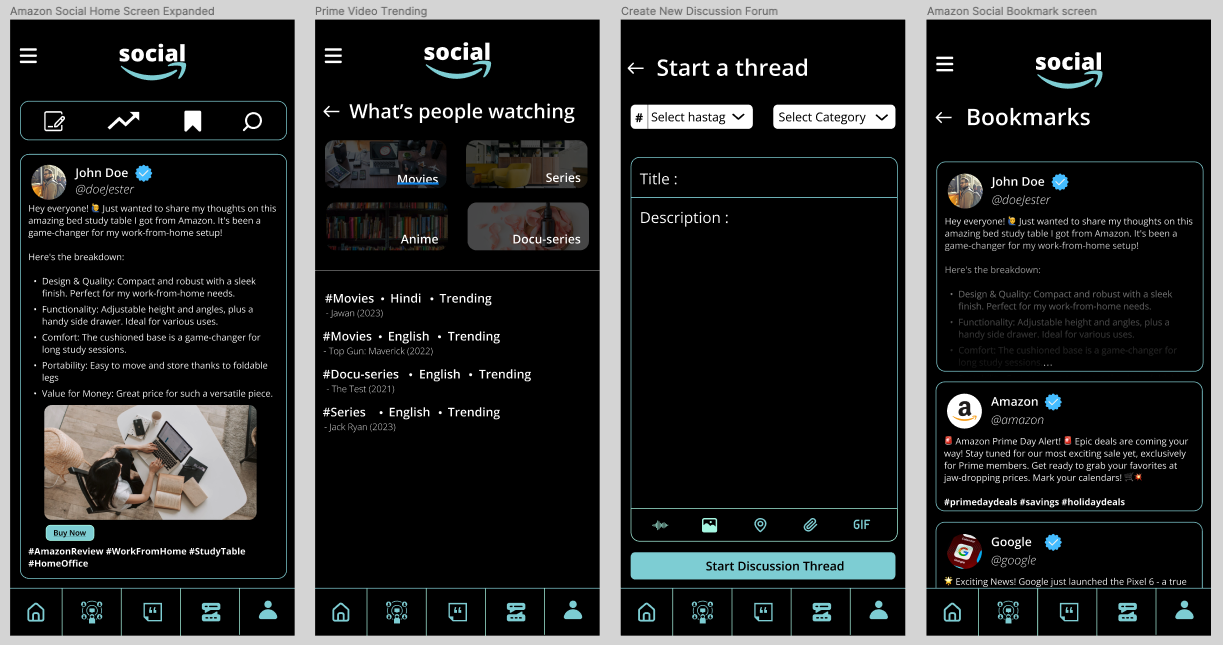 Amazon Social Home Screen Expanded
social
John Doe
@doeJester
Hey everyone! 🙋 Just wanted to share my thoughts on this
amazing bed study table I got from Amazon. It's been a
game-changer for my work-from-home setup!
Here's the breakdown:
• Design & Quality: Compact and robust with a sleek
finish. Perfect for my work-from-home needs.
• Functionality: Adjustable height and angles, plus a
handy side drawer. Ideal for various uses.
• Comfort: The cushioned base is a game-changer for
long study sessions.
• Portability: Easy to move and store thanks to foldable
legs
• Value for Money: Great price for such a versatile piece.
Buy Now
#AmazonReview #WorkFromHome #StudyTable
#HomeOffice
Prime Video Trending
social
What's people watching
Movies
Series
Anime
Docu-series
#Movies • Hindi • Trending
- Jawan (2023)
#Movies • English • Trending
- Top Gun: Maverick (2022)
#Docu-series • English • Trending
- The Test (2021)
#Series • English • Trending
- Jack Ryan (2023)
Create New Discussion Forum
Start a thread
# Select hastag
Select Category
Title :
Description :
GIF
Start Discussion Thread
Amazon Social Bookmark screen
social
Bookmarks
John Doe
@doeJester
Hey everyone! 🙋 Just wanted to share my thoughts on this
amazing bed study table I got from Amazon. It's been a
game-changer for my work-from-home setup!
Here's the breakdown:
• Design & Quality: Compact and robust with a sleek
finish. Perfect for my work-from-home needs.
• Functionality: Adjustable height and angles, plus a
handy side drawer. Ideal for various uses.
• Comfort: The cushioned base is a game-changer for
long study sessions ...
a
Amazon
@amazon
🚨 Amazon Prime Day Alert! 🚨 Epic deals are coming your
way! Stay tuned for our most exciting sale yet, exclusively
for Prime members. Get ready to grab your favorites at
jaw-dropping prices. Mark your calendars! 🛒💥
#primedaydeals #savings #holidaydeals
G
Google
@google
🌟 Exciting News! Google just launched the Pixel 6 - a true